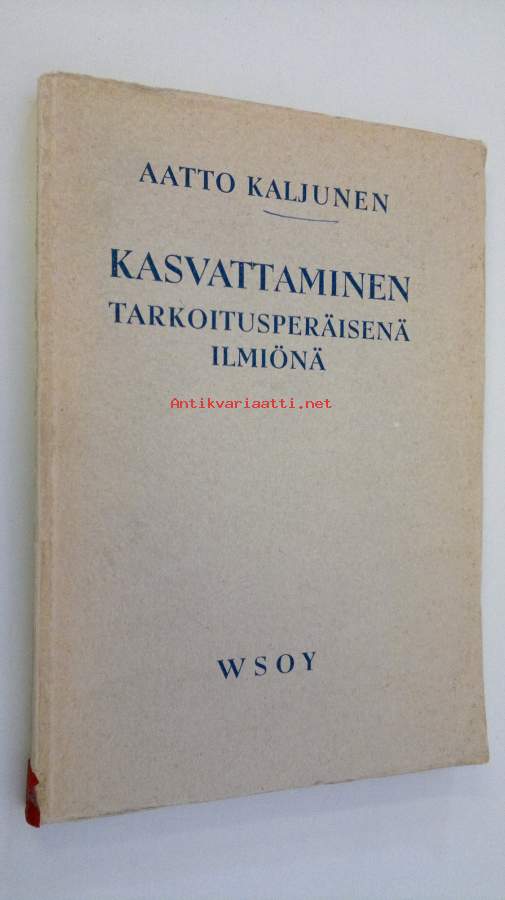 AATTO KALJUNEN
KASVATTAMINEN
TARKOITUSPERÄISENÄ
ILMIÖNÄ
Antikvariaatti.net
WSOY